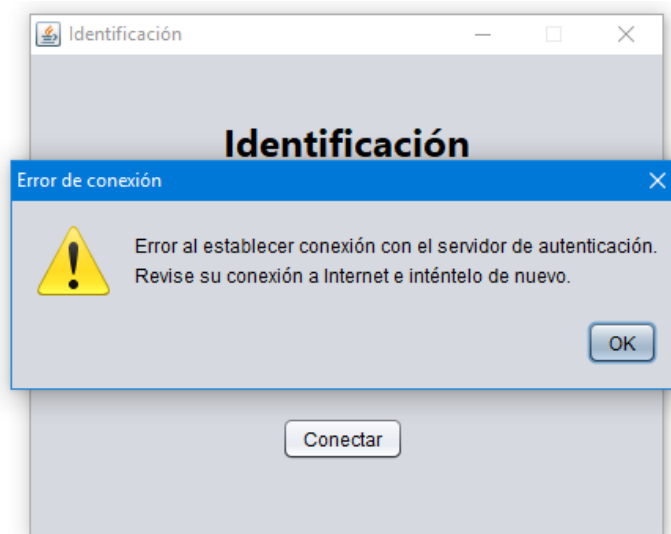 Identificación
Identificación
Error de conexión
Error al establecer conexión con el servidor de autenticación.
Revise su conexión a Internet e inténtelo de nuevo.
OK
Conectar